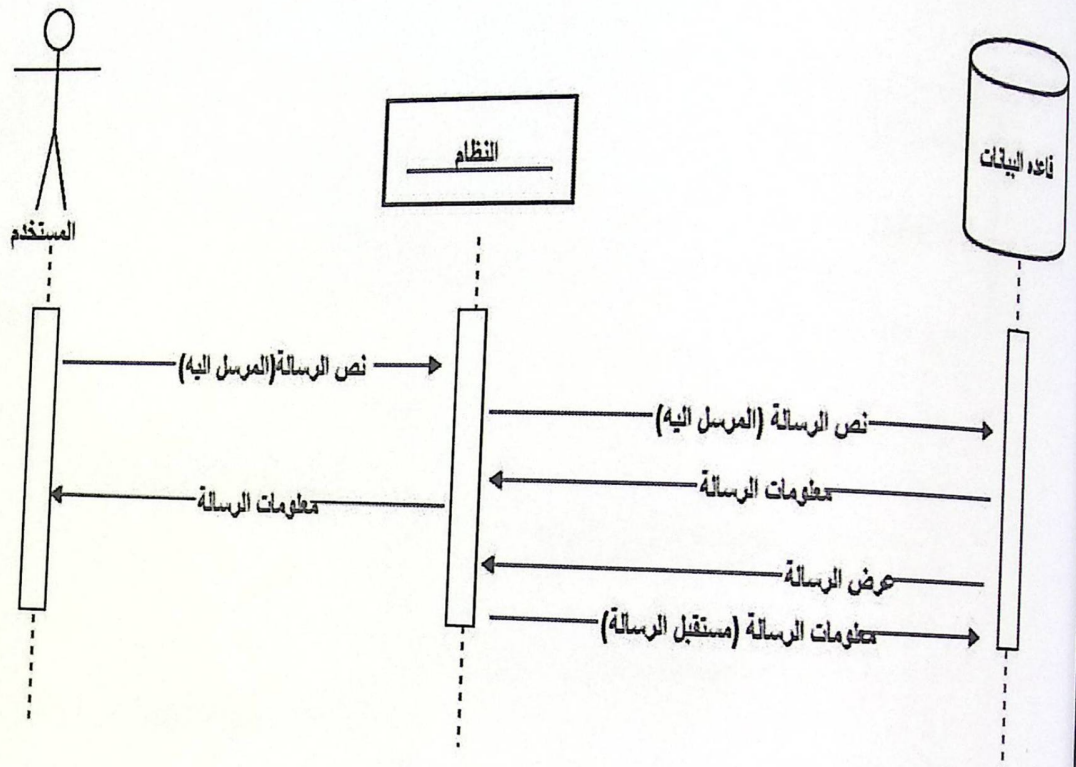 المستخدم
النظام
قاعده البيانات
نص الرسالة(المرسل اليه)
نص الرسالة (المرسل اليه)
معلومات الرسالة
معلومات الرسالة
عرض الرسالة
معلومات الرسالة (مستقبل الرسالة)